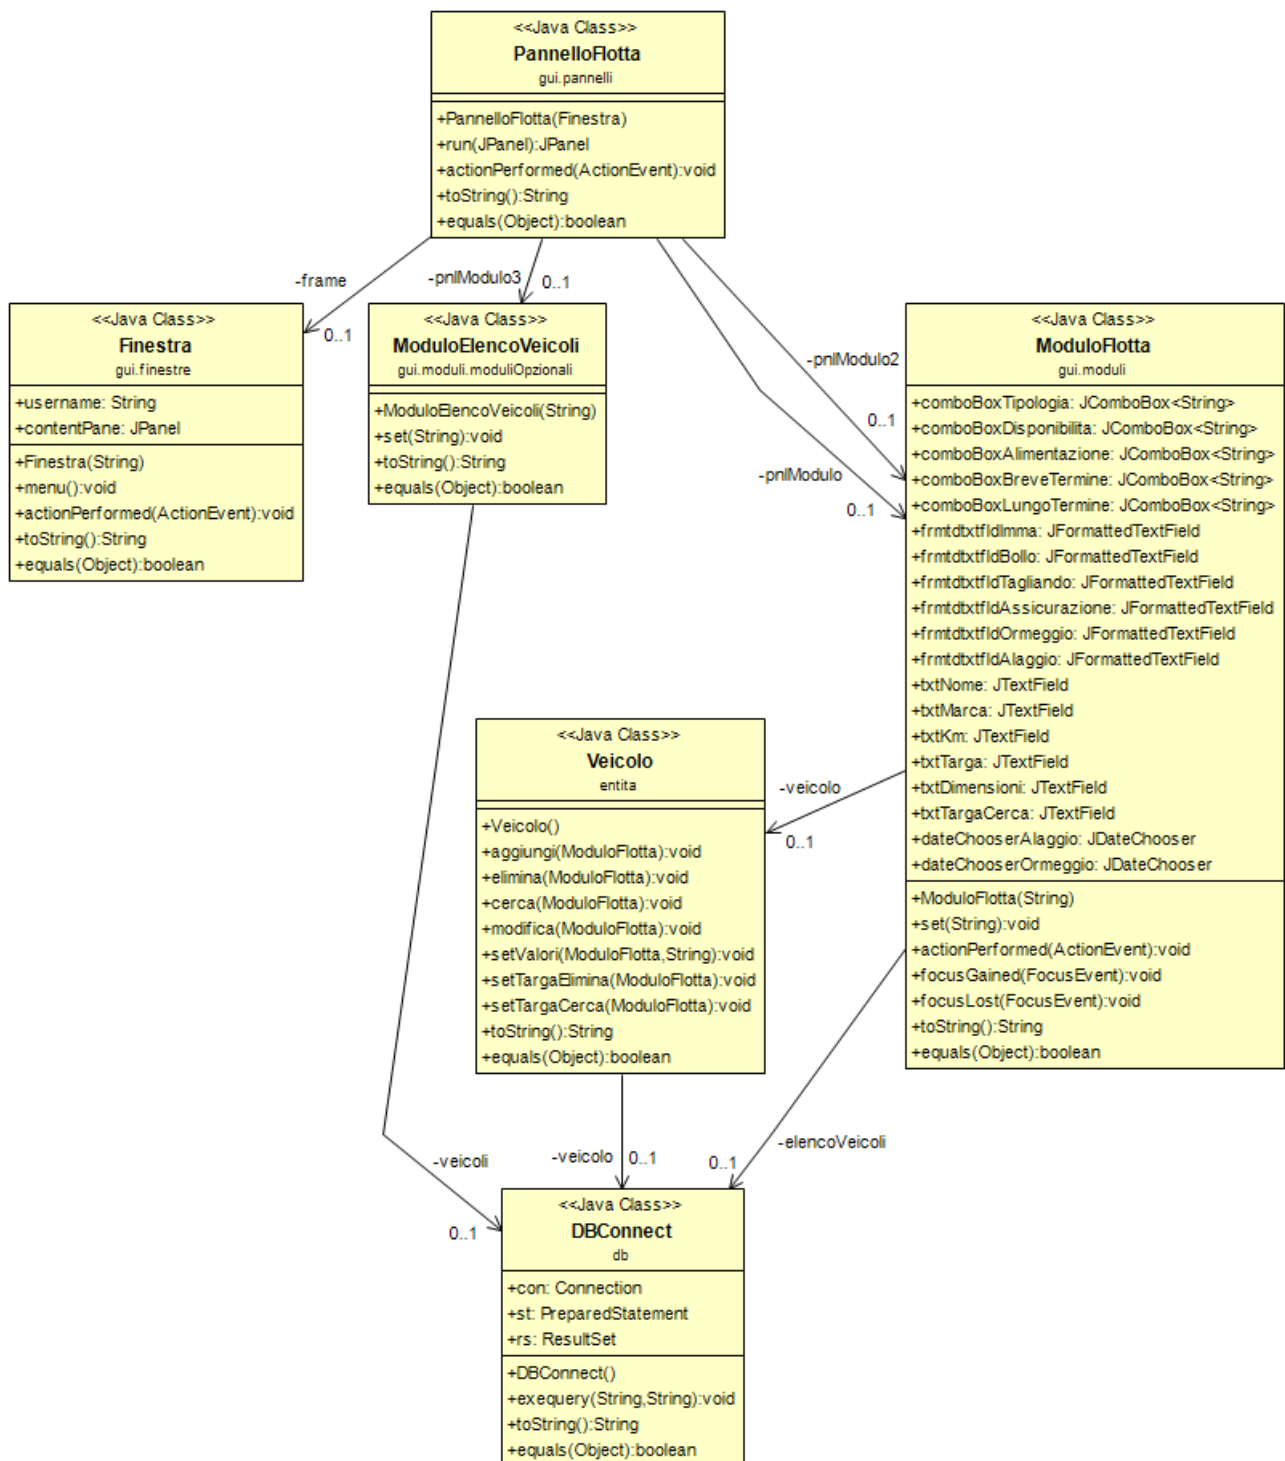 <<Java Class>>
PannelloFlotta
gui.pannelli
+PannelloFlotta(Finestra)
+run(JPanel):JPanel
+actionPerformed(ActionEvent):void
+toString():String
+equals(Object):boolean
-frame
0..1
-pnlModulo3
0..1
-pnlModulo2
0..1
-pnlModulo
0..1
<<Java Class>>
Finestra
gui.finestre
+username: String
+contentPane: JPanel
+Finestra(String)
+menu():void
+actionPerformed(ActionEvent):void
+toString():String
+equals(Object):boolean
<<Java Class>>
ModuloElencoVeicoli
gui.moduli.moduliOpzionali
+ModuloElencoVeicoli(String)
+set(String):void
+toString():String
+equals(Object):boolean
<<Java Class>>
ModuloFlotta
gui.moduli
+comboBoxTipologia: JComboBox<String>
+comboBoxDisponibilita: JComboBox<String>
+comboBoxAlimentazione: JComboBox<String>
+comboBoxBreveTermine: JComboBox<String>
+comboBoxLungoTermine: JComboBox<String>
+frmtdtxtfldImma: JFormattedTextField
+frmtdtxtfldBollo: JFormattedTextField
+frmtdtxtfldTagliando: JFormattedTextField
+frmtdtxtfldAssicurazione: JFormattedTextField
+frmtdtxtfldOrmeggio: JFormattedTextField
+frmtdtxtfldAlaggio: JFormattedTextField
+txtNome: JTextField
+txtMarca: JTextField
+txtKm: JTextField
+txtTarga: JTextField
+txtDimensioni: JTextField
+txtTargaCerca: JTextField
+dateChooserAlaggio: JDateChooser
+dateChooserOrmeggio: JDateChooser
+ModuloFlotta(String)
+set(String):void
+actionPerformed(ActionEvent):void
+focusGained(FocusEvent):void
+focusLost(FocusEvent):void
+toString():String
+equals(Object):boolean
-veicolo
0..1
<<Java Class>>
Veicolo
entita
+Veicolo()
+aggiungi(ModuloFlotta):void
+elimina(ModuloFlotta):void
+cerca(ModuloFlotta):void
+modifica(ModuloFlotta):void
+setValori(ModuloFlotta,String):void
+setTargaElimina(ModuloFlotta):void
+setTargaCerca(ModuloFlotta):void
+toString():String
+equals(Object):boolean
-veicoli
0..1
-veicolo
0..1
-elencoVeicoli
0..1
<<Java Class>>
DBConnect
db
+con: Connection
+st: PreparedStatement
+rs: ResultSet
+DBConnect()
+exequery(String,String):void
+toString():String
+equals(Object):boolean